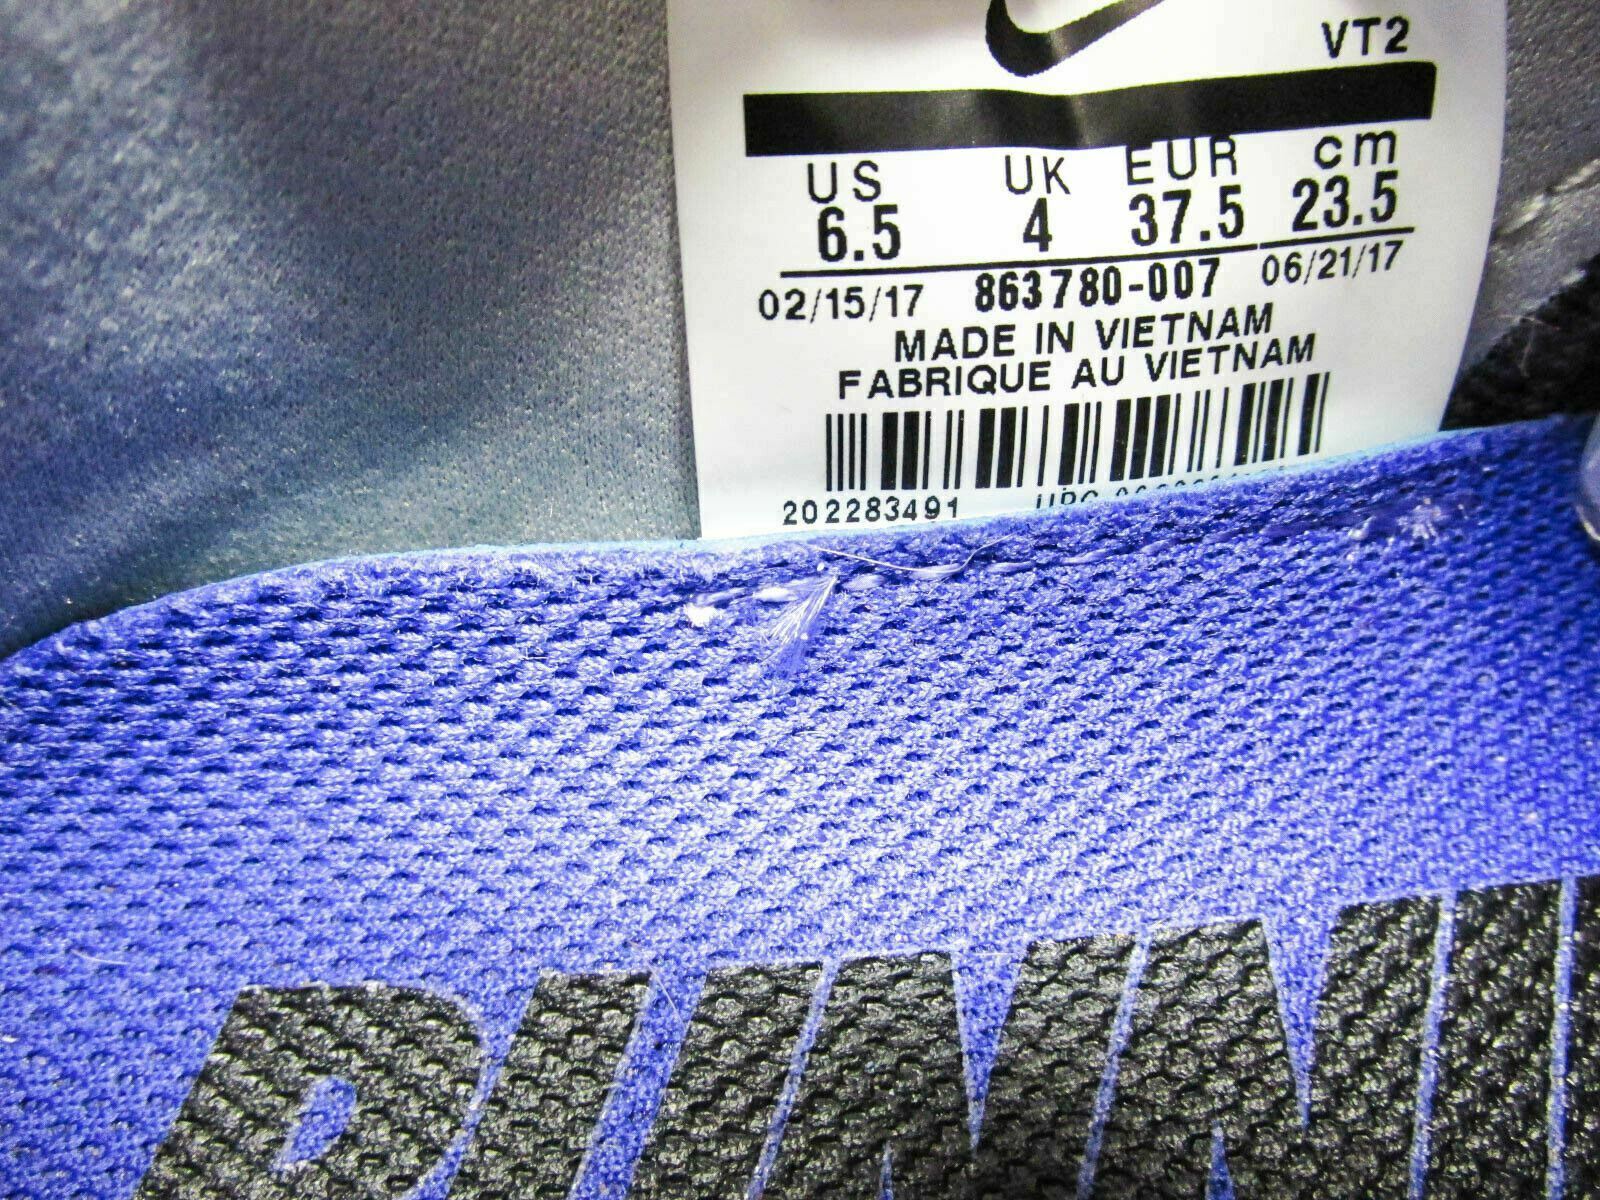 VT2
US UK EUR cm
6.5 4 37.5 23.5
02/15/17 863780-007 06/21/17
MADE IN VIETNAM
FABRIQUE AU VIETNAM
202283491 UPC